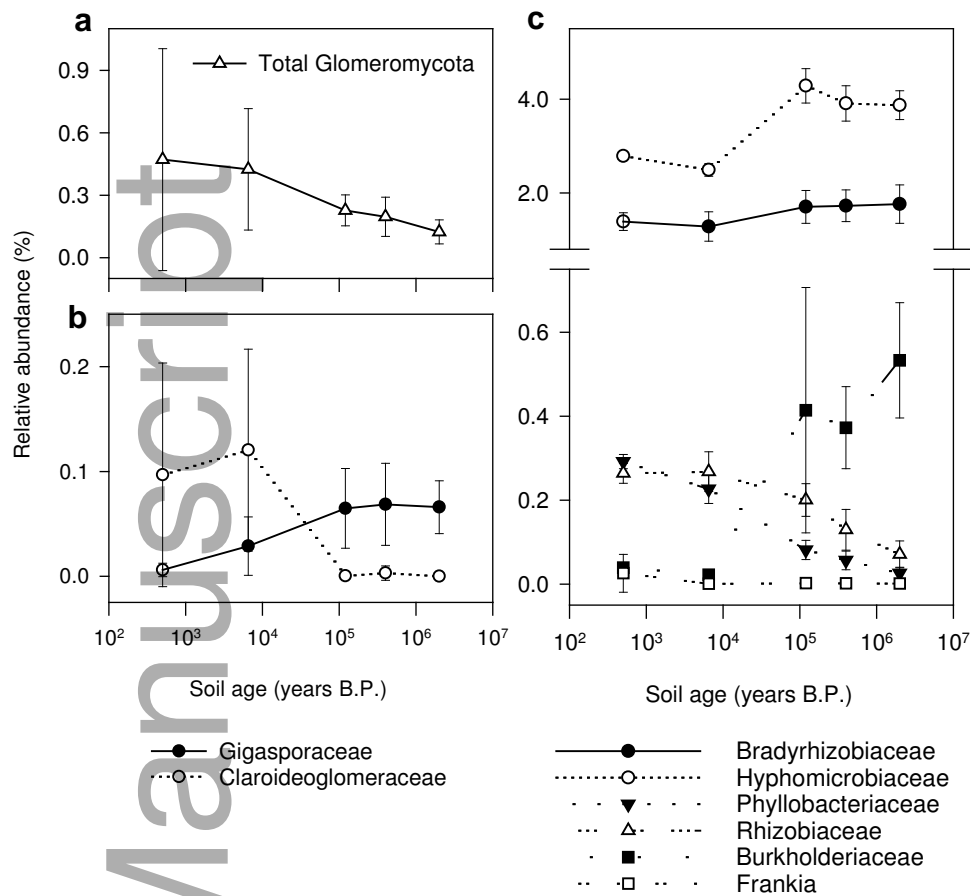 a
Total Glomeromycota
0.9
0.6
0.3
0.0
b
0.2
0.1
0.0
10² 10³ 10⁴ 10⁵ 10⁶ 10⁷
Soil age (years B.P.)
Relative abundance (%)
Gigasporaceae
Claroideoglomeraceae
c
4.0
2.0
0.6
0.4
0.2
0.0
10² 10³ 10⁴ 10⁵ 10⁶ 10⁷
Soil age (years B.P.)
Bradyrhizobiaceae
Hyphomicrobiaceae
Phyllobacteriaceae
Rhizobiaceae
Burkholderiaceae
Frankia
Manuscript